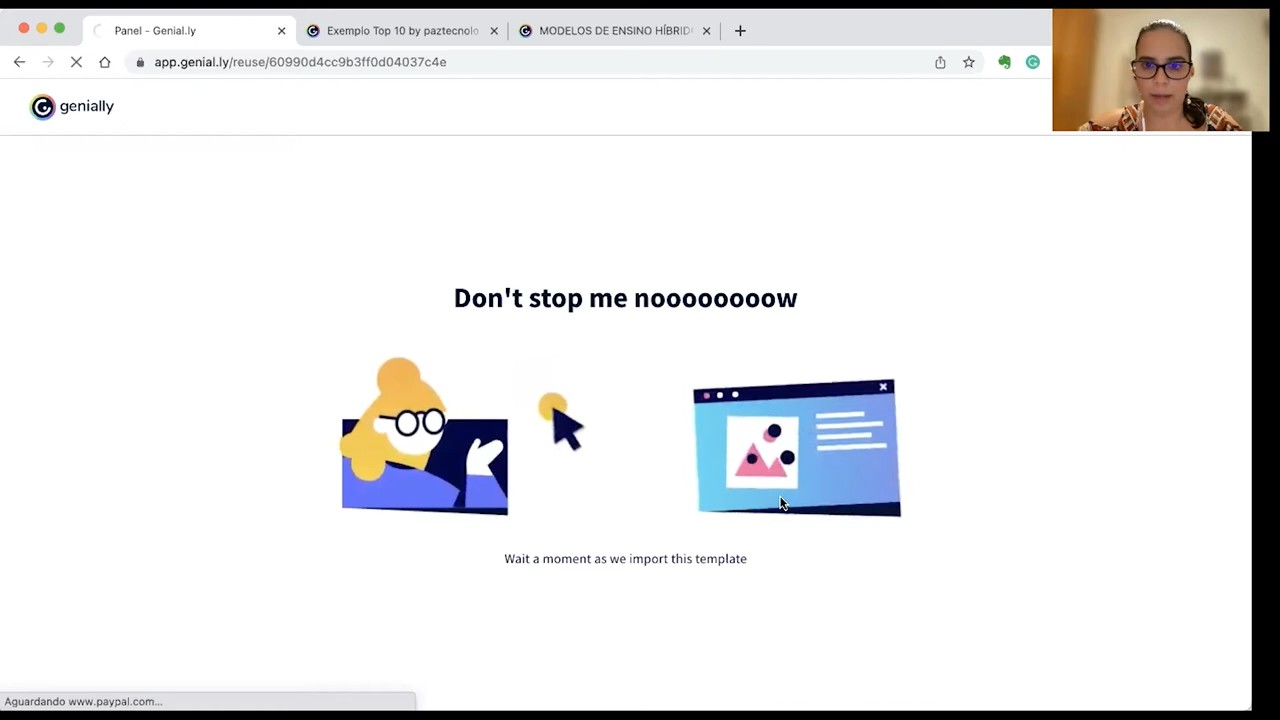 Panel - Genial.ly
Exemplo Top 10 by paztecnolo
MODELOS DE ENSINO HÍBRID
app.genial.ly/reuse/60990d4cc9b3ff0d04037c4e
genially
Don't stop me noooooooow
Wait a moment as we import this template
Aguardando www.paypal.com...